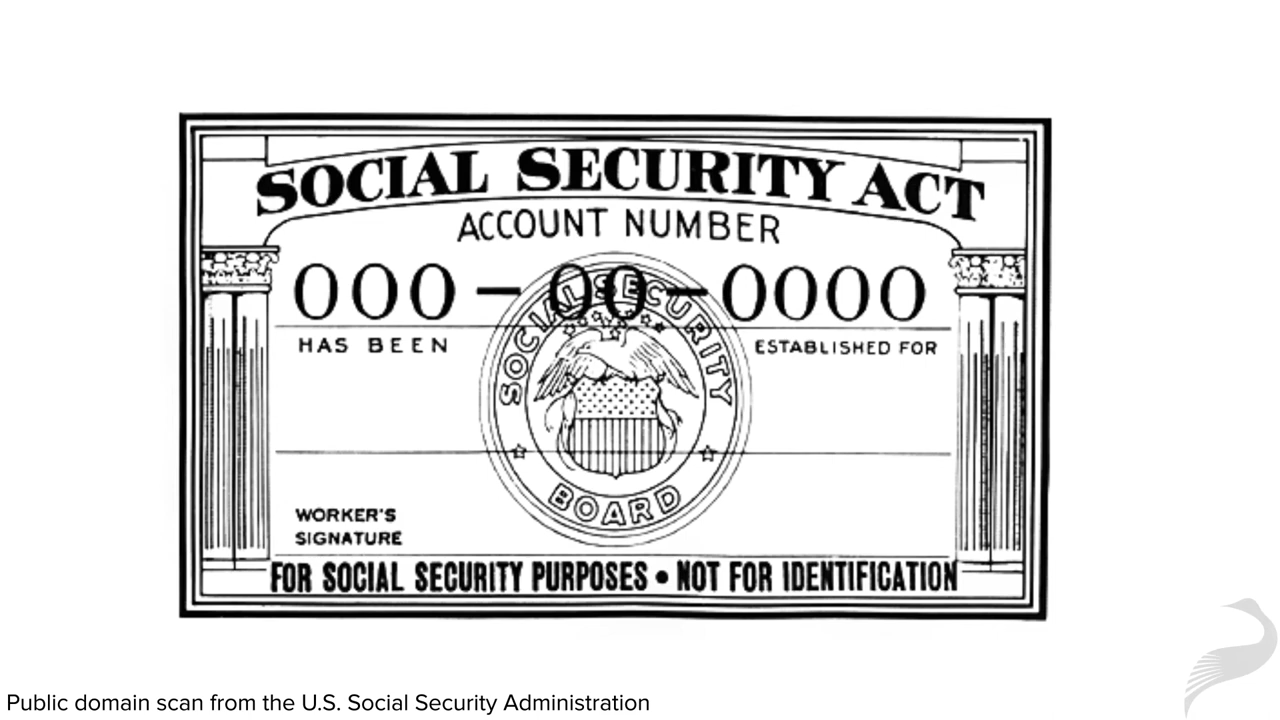 SOCIAL SECURITY ACT
ACCOUNT NUMBER
000-00-0000
HAS BEEN
ESTABLISHED FOR
SOCIAL SECURITY
BOARD
WORKER'S
SIGNATURE
FOR SOCIAL SECURITY PURPOSES • NOT FOR IDENTIFICATION
Public domain scan from the U.S. Social Security Administration